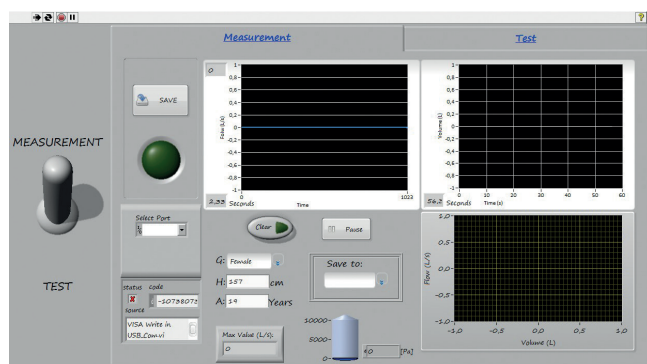 ?
Measurement
Test
SAVE
MEASUREMENT
TEST
Select Port
status code
-10738072
source
VISA Write in
USB_Com.vi
0
1
0,8
0,6
0,4
0,2
0
-0,2
-0,4
-0,6
-0,8
-1
0
1023
2.33 Seconds
Time
1
0,8
0,6
0,4
0,2
0
-0,2
-0,4
-0,6
-0,8
-1
Volume (L)
0 10 20 30 40 50 60
56,2 Seconds
Time (s)
Clear
Pause
G: Female
H: 157 cm
A: 19 Years
Save to:
Max Value (L/s):
0
10000
5000
0
0 [Pa]
1,0
0,5
0,0
-0,5
-1,0
Flow (L/s)
-1,0 -0,5 0,0 0,5 1,0
Volume (L)